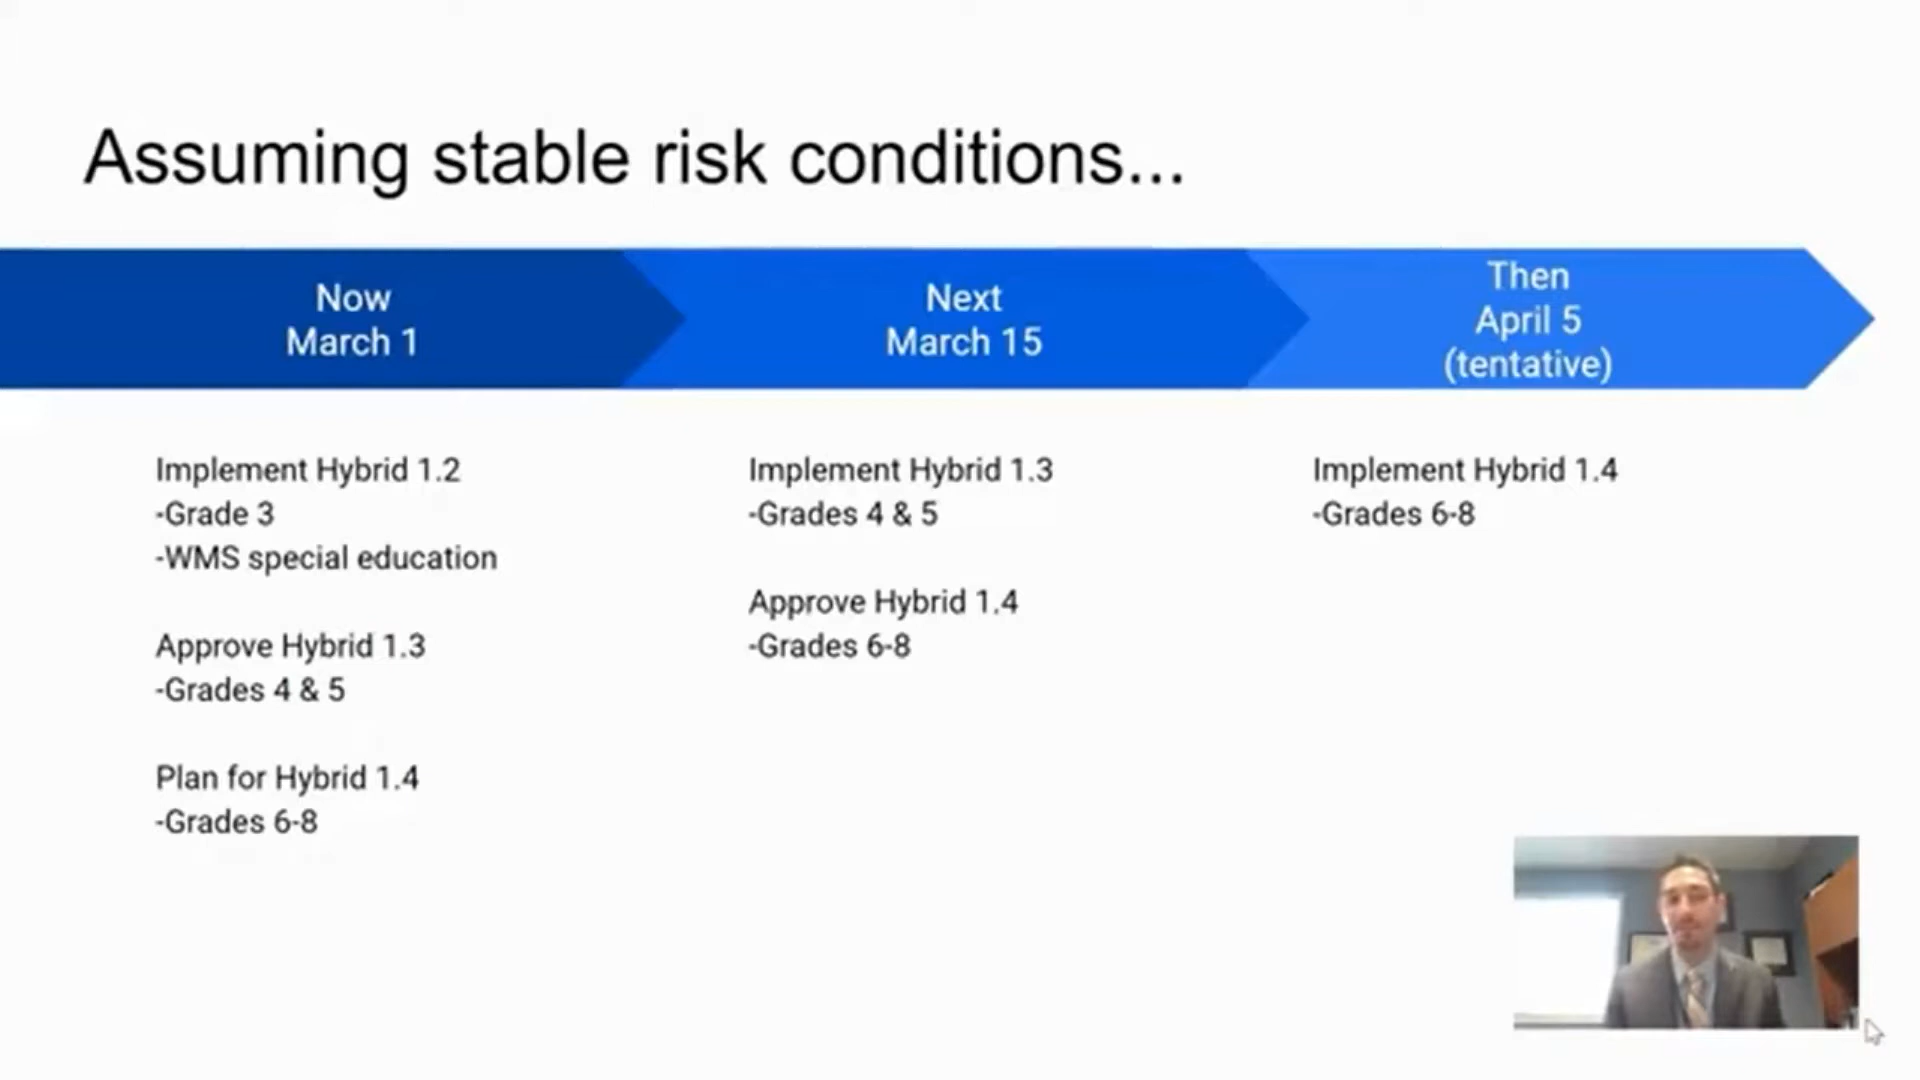 Assuming stable risk conditions...
Now
March 1
Next
March 15
Then
April 5
(tentative)
Implement Hybrid 1.2
-Grade 3
-WMS special education
Approve Hybrid 1.3
-Grades 4 & 5
Plan for Hybrid 1.4
-Grades 6-8
Implement Hybrid 1.3
-Grades 4 & 5
Approve Hybrid 1.4
-Grades 6-8
Implement Hybrid 1.4
-Grades 6-8